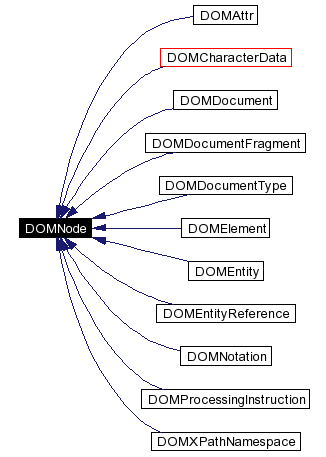 DOMAttr
DOMCharacterData
DOMDocument
DOMDocumentFragment
DOMDocumentType
DOMNode
DOMElement
DOMEntity
DOMEntityReference
DOMNotation
DOMProcessingInstruction
DOMXPathNamespace